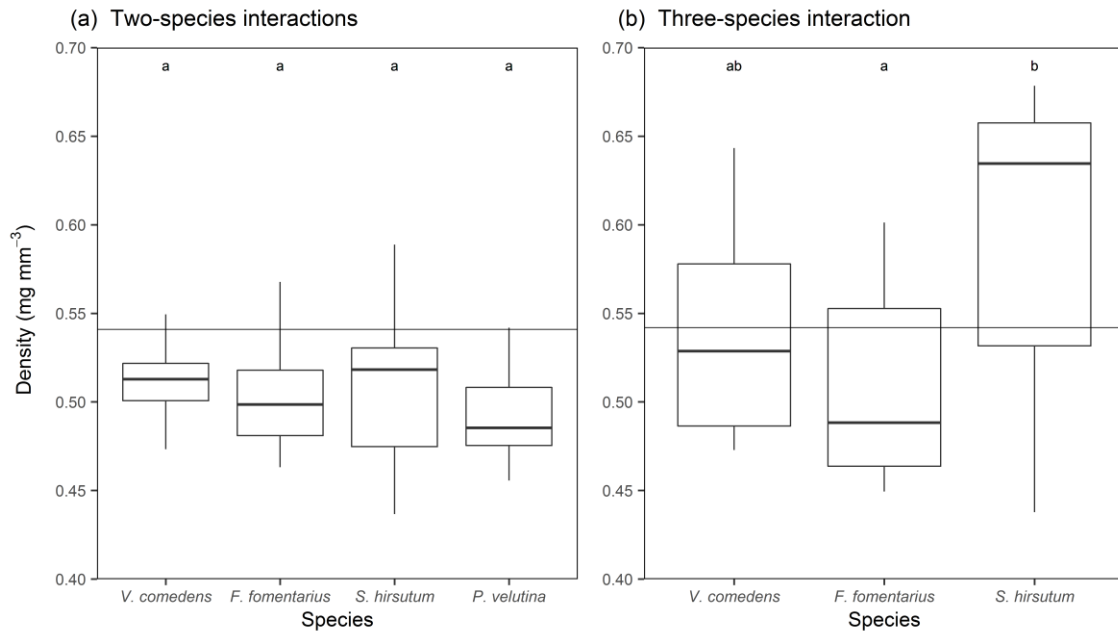 (a) Two-species interactions
(b) Three-species interaction
Density (mg mm⁻³)
0.70
0.65
0.60
0.55
0.50
0.45
0.40
a a a a
V. comedens F. fomentarius S. hirsutum P. velutina
Species
0.70
0.65
0.60
0.55
0.50
0.45
0.40
ab a b
V. comedens F. fomentarius S. hirsutum
Species